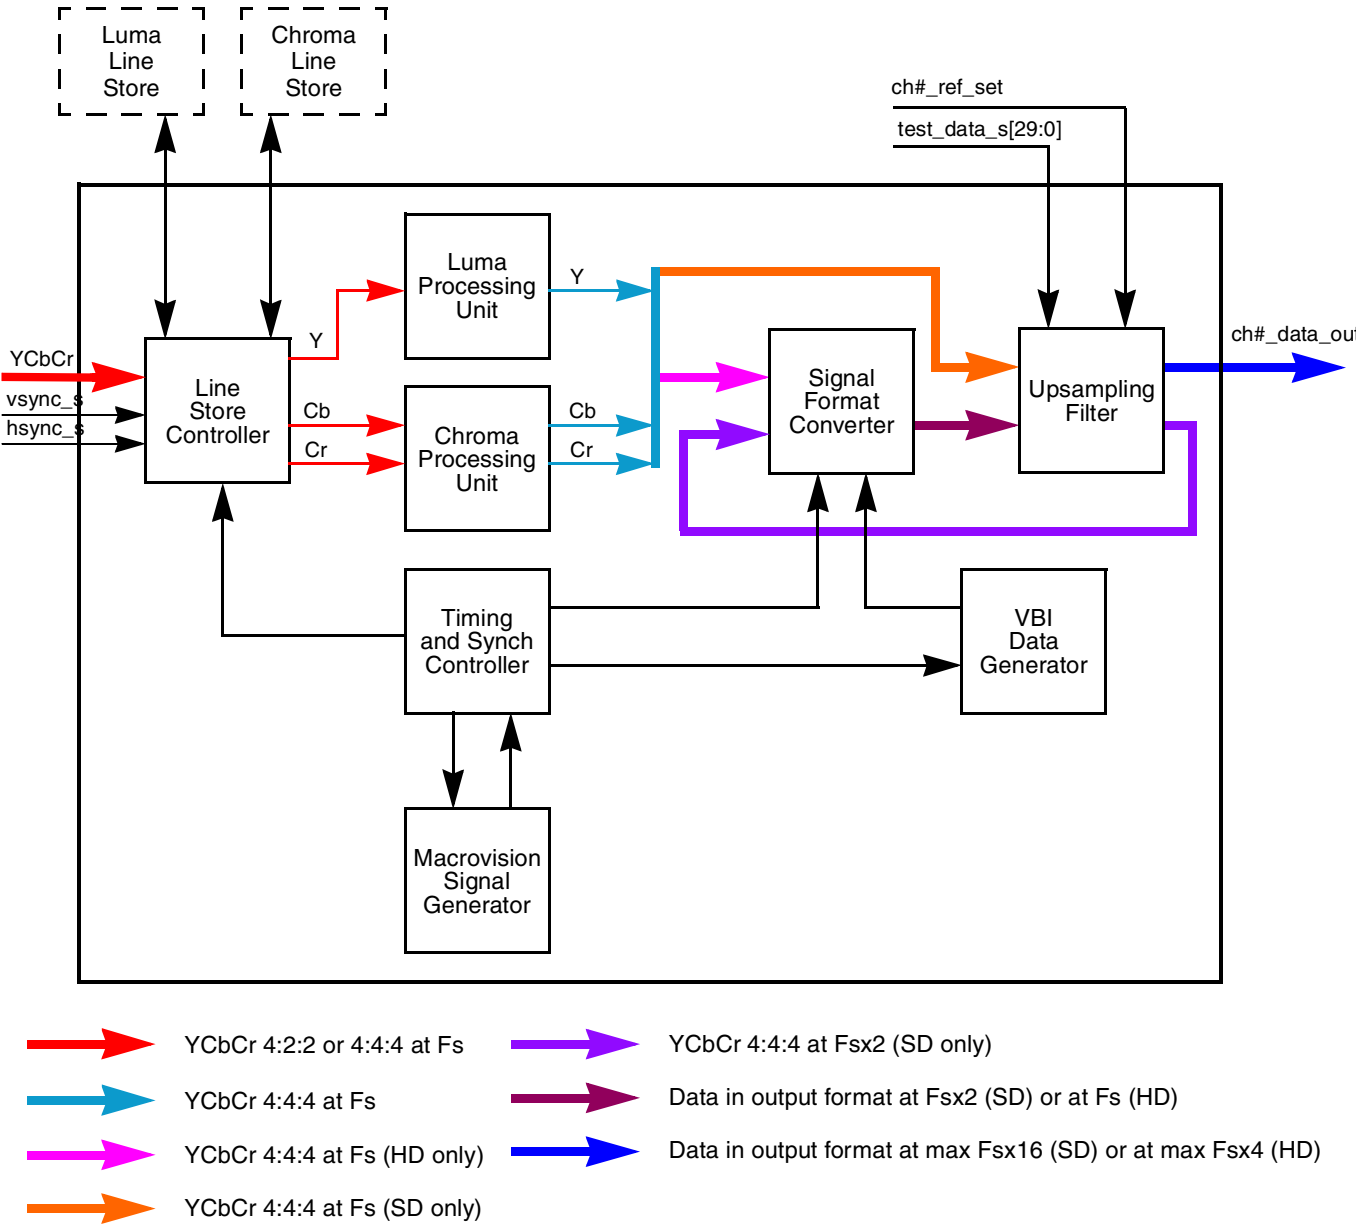 Luma
Line
Store
Chroma
Line
Store
ch#_ref_set
test_data_s[29:0]
Luma
Processing
Unit
Y
Y
YCbCr
vsync_s
hsync_s
Line
Store
Controller
Cb
Cr
Chroma
Processing
Unit
Cb
Cr
Signal
Format
Converter
Upsampling
Filter
ch#_data_out
Timing
and Synch
Controller
VBI
Data
Generator
Macrovision
Signal
Generator
YCbCr 4:2:2 or 4:4:4 at Fs
YCbCr 4:4:4 at Fs
YCbCr 4:4:4 at Fs (HD only)
YCbCr 4:4:4 at Fs (SD only)
YCbCr 4:4:4 at Fsx2 (SD only)
Data in output format at Fsx2 (SD) or at Fs (HD)
Data in output format at max Fsx16 (SD) or at max Fsx4 (HD)